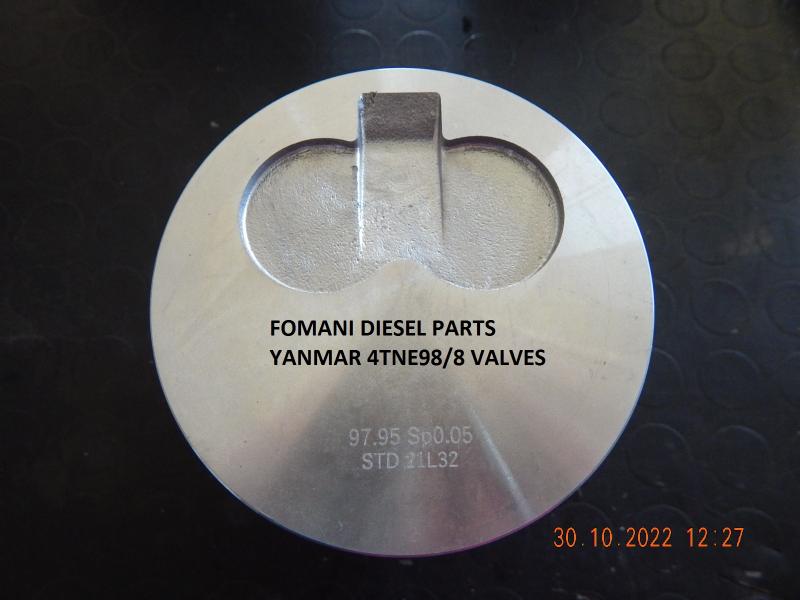 FOMANI DIESEL PARTS
YANMAR 4TNE98/8 VALVES
97.95 Sp0.05
STD 21L32
30.10.2022 12:27